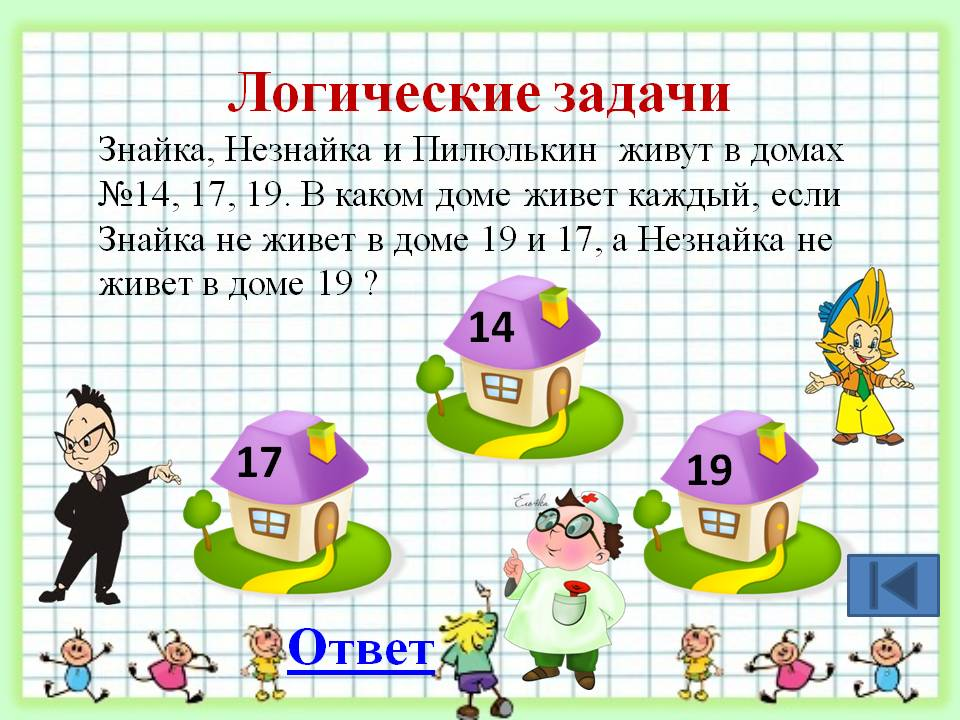 Логические задачи
Знайка, Незнайка и Пилюлькин живут в домах
№14, 17, 19. В каком доме живет каждый, если
Знайка не живет в доме 19 и 17, а Незнайка не
живет в доме 19 ?
14
17
19
Ёлочка
Ответ